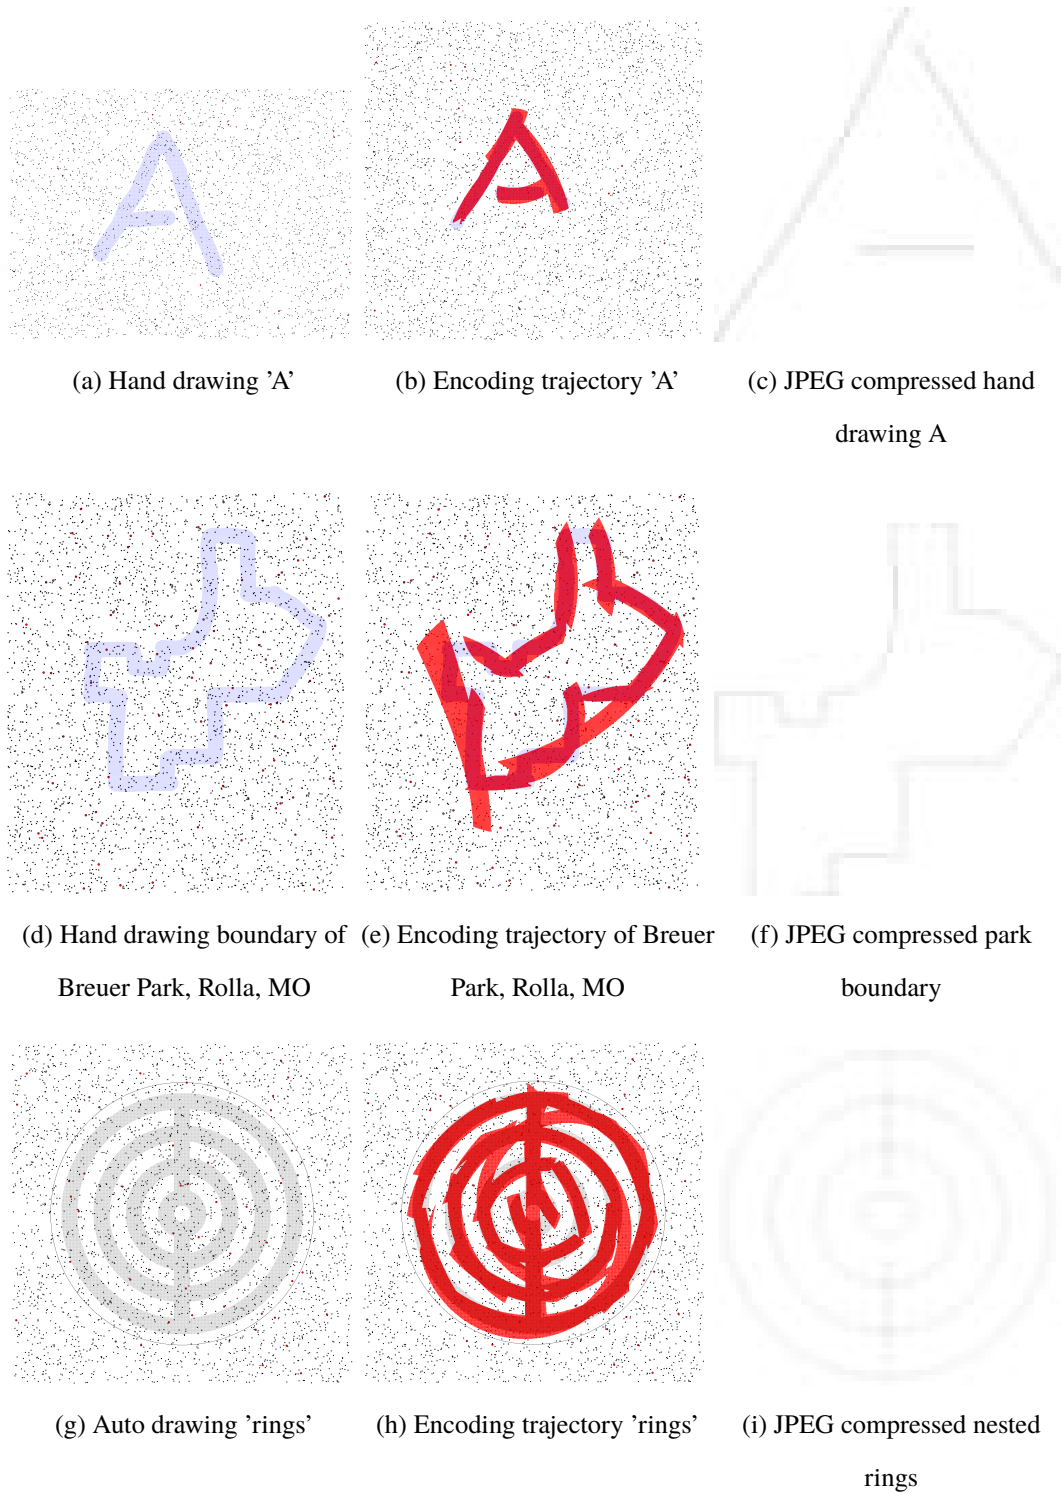 (a) Hand drawing ’A’
(b) Encoding trajectory ’A’
(c) JPEG compressed hand
drawing A
(d) Hand drawing boundary of
Breuer Park, Rolla, MO
(e) Encoding trajectory of Breuer
Park, Rolla, MO
(f) JPEG compressed park
boundary
(g) Auto drawing ’rings’
(h) Encoding trajectory ’rings’
(i) JPEG compressed nested
rings